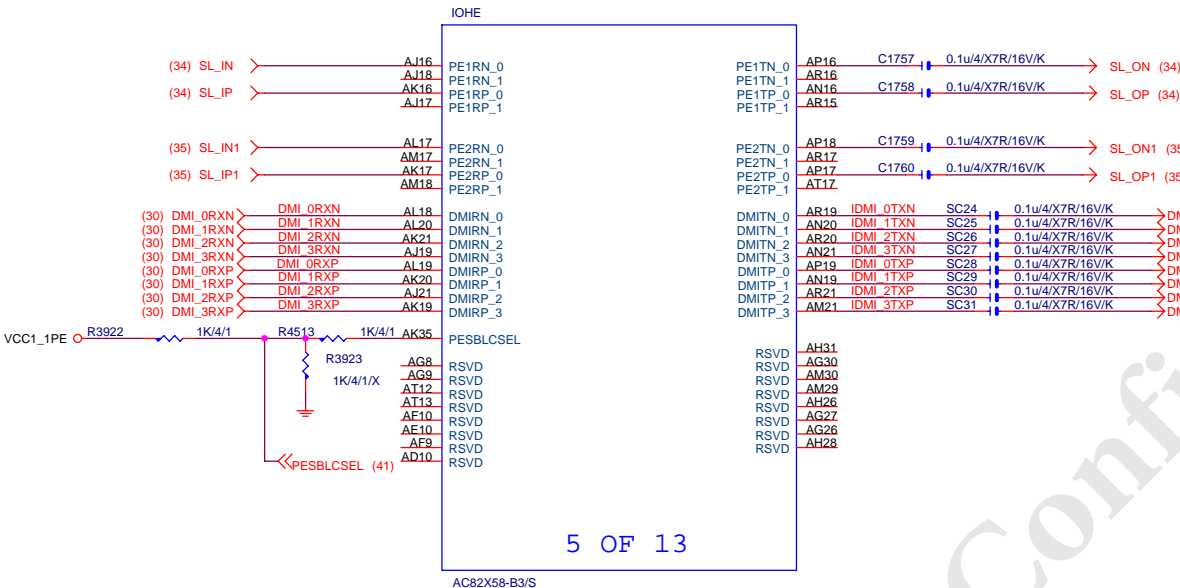 IOHE
(34) SL_IN AJ16 PE1RN_0 PE1TN_0 AP16 C1757 0.1u/4/X7R/16V/K SL_ON (34)
AJ18 PE1RN_1 PE1TN_1 AR16
(34) SL_IP AK16 PE1RP_0 PE1TP_0 AN16 C1758 0.1u/4/X7R/16V/K SL_OP (34)
AJ17 PE1RP_1 PE1TP_1 AR15
(35) SL_IN1 AL17 PE2RN_0 PE2TN_0 AP18 C1759 0.1u/4/X7R/16V/K SL_ON1 (35
AM17 PE2RN_1 PE2TN_1 AR17
(35) SL_IP1 AK17 PE2RP_0 PE2TP_0 AP17 C1760 0.1u/4/X7R/16V/K SL_OP1 (35
AM18 PE2RP_1 PE2TP_1 AT17
(30) DMI_0RXN DMI_0RXN AL18 DMIRN_0 DMITN_0 AR19 IDMI_0TXN SC24 0.1u/4/X7R/16V/K
(30) DMI_1RXN DMI_1RXN AL20 DMIRN_1 DMITN_1 AN20 IDMI_1TXN SC25 0.1u/4/X7R/16V/K
(30) DMI_2RXN DMI_2RXN AK21 DMIRN_2 DMITN_2 AR20 IDMI_2TXN SC26 0.1u/4/X7R/16V/K
(30) DMI_3RXN DMI_3RXN AJ19 DMIRN_3 DMITN_3 AN21 IDMI_3TXN SC27 0.1u/4/X7R/16V/K
(30) DMI_0RXP DMI_0RXP AL19 DMIRP_0 DMITP_0 AP19 IDMI_0TXP SC28 0.1u/4/X7R/16V/K
(30) DMI_1RXP DMI_1RXP AK20 DMIRP_1 DMITP_1 AN19 IDMI_1TXP SC29 0.1u/4/X7R/16V/K
(30) DMI_2RXP DMI_2RXP AJ21 DMIRP_2 DMITP_2 AR21 IDMI_2TXP SC30 0.1u/4/X7R/16V/K
(30) DMI_3RXP DMI_3RXP AK19 DMIRP_3 DMITP_3 AM21 IDMI_3TXP SC31 0.1u/4/X7R/16V/K
VCC1_1PE R3922 1K/4/1 R4513 1K/4/1 AK35 PESBLCSEL
R3923
1K/4/1/X
RSVD AH31
AG8 RSVD RSVD AG30
AG9 RSVD RSVD AM30
AT12 RSVD RSVD AM29
AT13 RSVD RSVD AH26
AF10 RSVD RSVD AG27
AE10 RSVD RSVD AG26
AF9 RSVD RSVD AH28
PESBLCSEL (41) AD10 RSVD
5 OF 13
AC82X58-B3/S
Confi